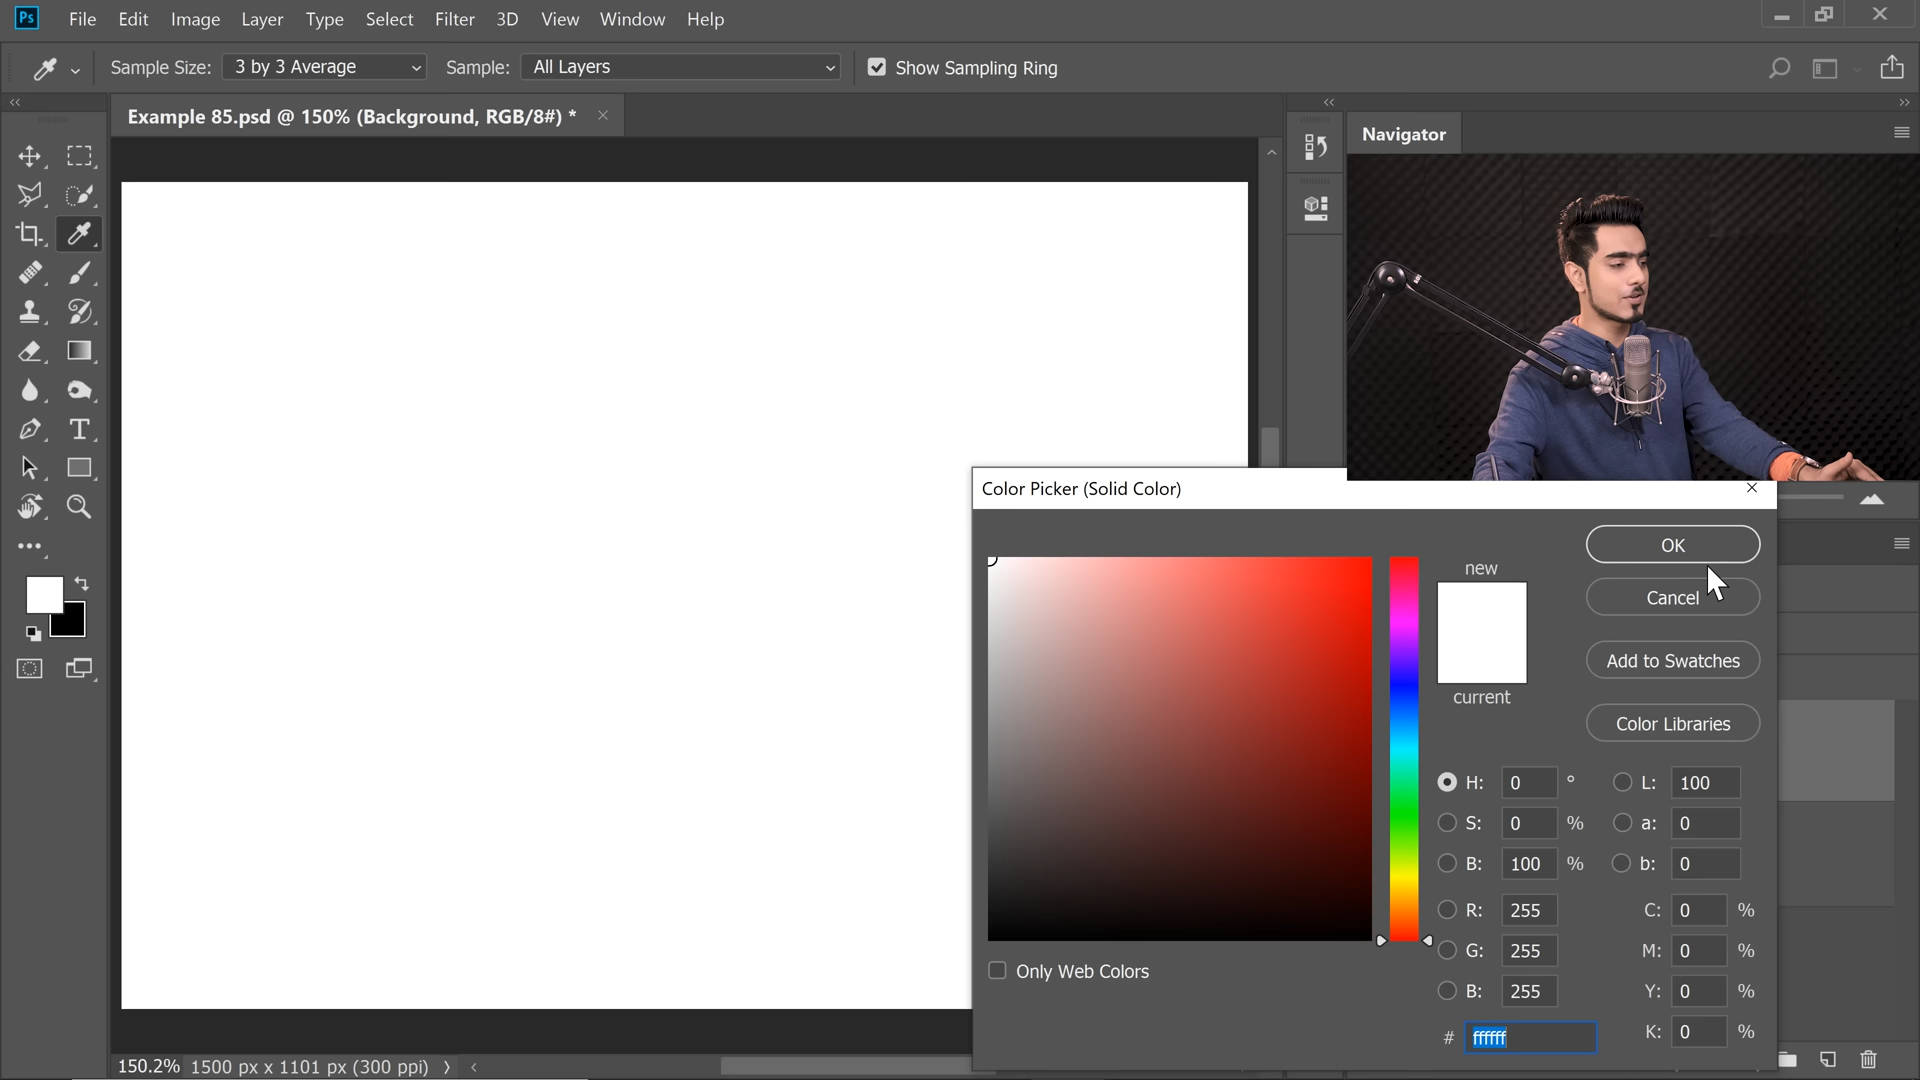 Ps File Edit Image Layer Type Select Filter 3D View Window Help
Sample Size: 3 by 3 Average Sample: All Layers Show Sampling Ring
Example 85.psd @ 150% (Background, RGB/8#) *
Navigator
Color Picker (Solid Color)
OK
new
Cancel
Add to Swatches
current
Color Libraries
H: 0 ° L: 100
S: 0 % a: 0
B: 100 % b: 0
R: 255 C: 0 %
G: 255 M: 0 %
Only Web Colors
B: 255 Y: 0 %
# ffffff K: 0 %
150.2% 1500 px x 1101 px (300 ppi)